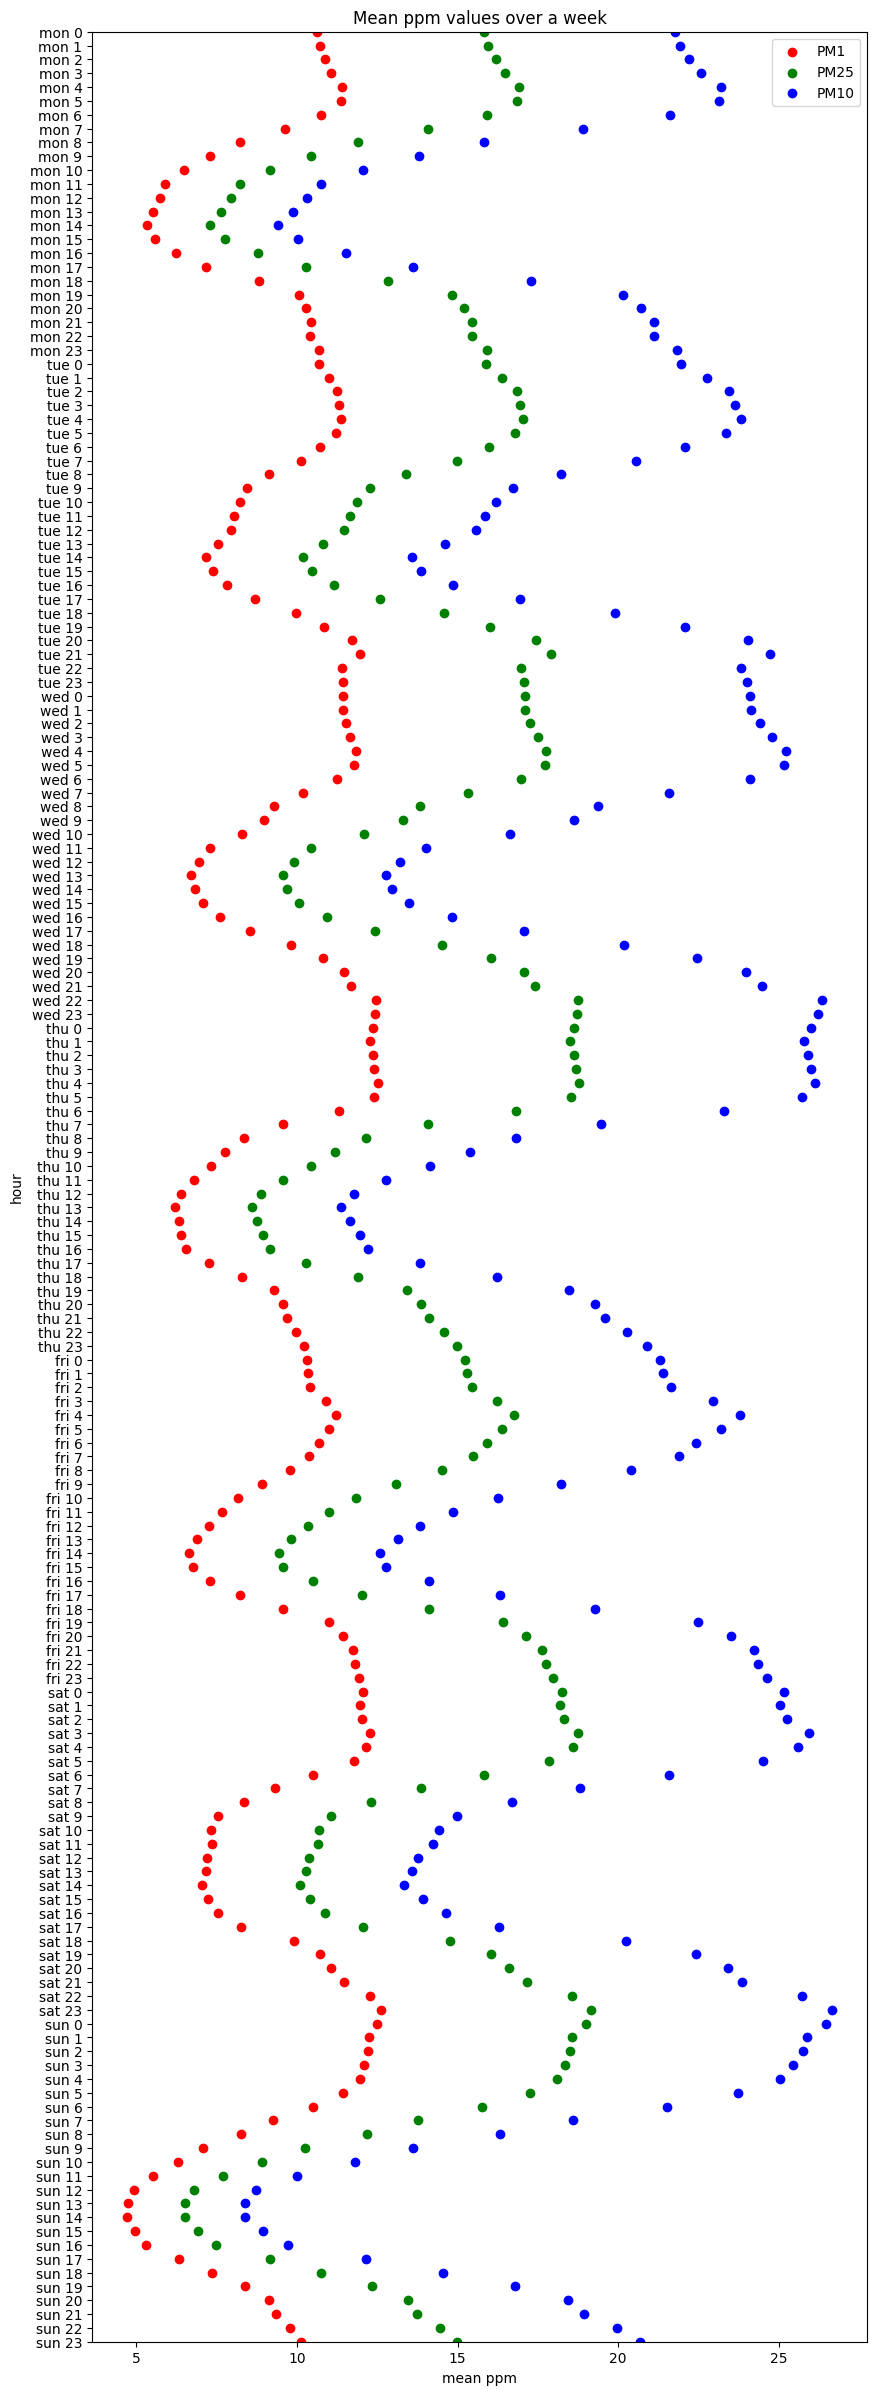 Mean ppm values over a week
PM1
PM25
PM10
mon 0
mon 1
mon 2
mon 3
mon 4
mon 5
mon 6
mon 7
mon 8
mon 9
mon 10
mon 11
mon 12
mon 13
mon 14
mon 15
mon 16
mon 17
mon 18
mon 19
mon 20
mon 21
mon 22
mon 23
tue 0
tue 1
tue 2
tue 3
tue 4
tue 5
tue 6
tue 7
tue 8
tue 9
tue 10
tue 11
tue 12
tue 13
tue 14
tue 15
tue 16
tue 17
tue 18
tue 19
tue 20
tue 21
tue 22
tue 23
wed 0
wed 1
wed 2
wed 3
wed 4
wed 5
wed 6
wed 7
wed 8
wed 9
wed 10
wed 11
wed 12
wed 13
wed 14
wed 15
wed 16
wed 17
wed 18
wed 19
wed 20
wed 21
wed 22
wed 23
thu 0
thu 1
thu 2
thu 3
thu 4
thu 5
thu 6
thu 7
thu 8
thu 9
thu 10
thu 11
thu 12
thu 13
thu 14
thu 15
thu 16
thu 17
thu 18
thu 19
thu 20
thu 21
thu 22
thu 23
fri 0
fri 1
fri 2
fri 3
fri 4
fri 5
fri 6
fri 7
fri 8
fri 9
fri 10
fri 11
fri 12
fri 13
fri 14
fri 15
fri 16
fri 17
fri 18
fri 19
fri 20
fri 21
fri 22
fri 23
sat 0
sat 1
sat 2
sat 3
sat 4
sat 5
sat 6
sat 7
sat 8
sat 9
sat 10
sat 11
sat 12
sat 13
sat 14
sat 15
sat 16
sat 17
sat 18
sat 19
sat 20
sat 21
sat 22
sat 23
sun 0
sun 1
sun 2
sun 3
sun 4
sun 5
sun 6
sun 7
sun 8
sun 9
sun 10
sun 11
sun 12
sun 13
sun 14
sun 15
sun 16
sun 17
sun 18
sun 19
sun 20
sun 21
sun 22
sun 23
hour
5 10 15 20 25
mean ppm